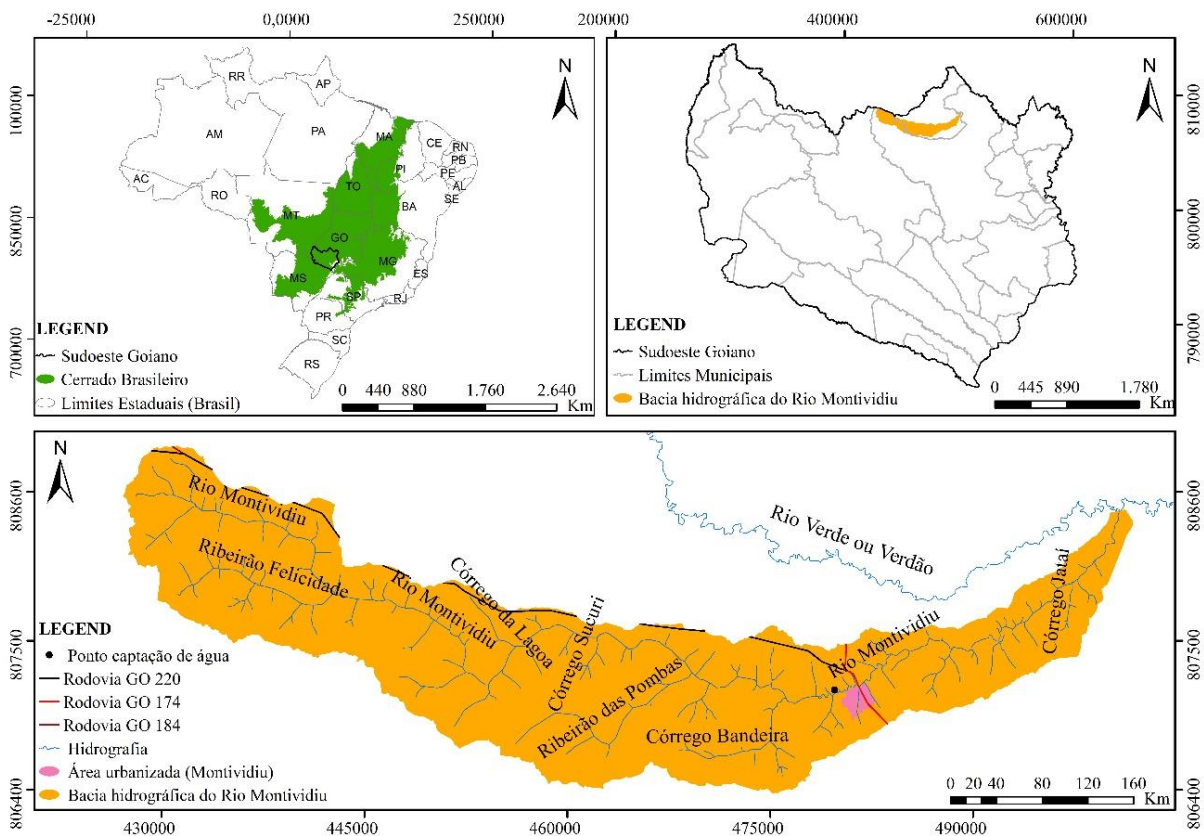 -25000 0,0000 250000 200000 400000 600000
N
RR
AP
AM
PA
MA
CE
RN
PB
PE
AL
SE
PI
AC
RO
TO
BA
MT
GO
MG
ES
MS
SP
RJ
PR
SC
RS
1000000
8500000
700000
LEGEND
Sudoeste Goiano
Cerrado Brasileiro
Limites Estaduais (Brasil)
0 440 880 1.760 2.640
Km
N
810000
800000
790000
LEGEND
Sudoeste Goiano
Limites Municipais
Bacia hidrográfica do Rio Montividiu
0 445 890 1.780
Km
N
808600
807500
806400
Rio Montividiu
Ribeirão Felicidade
Rio Montividiu
Córrego da Lagoa
Córrego Sucuri
Ribeirão das Pombas
Córrego Bandeira
Rio Montividiu
Rio Verde ou Verdão
Córrego Jataí
808600
807500
806400
LEGEND
Ponto captação de água
Rodovia GO 220
Rodovia GO 174
Rodovia GO 184
Hidrografia
Área urbanizada (Montividiu)
Bacia hidrográfica do Rio Montividiu
0 20 40 80 120 160
Km
430000 445000 460000 475000 490000